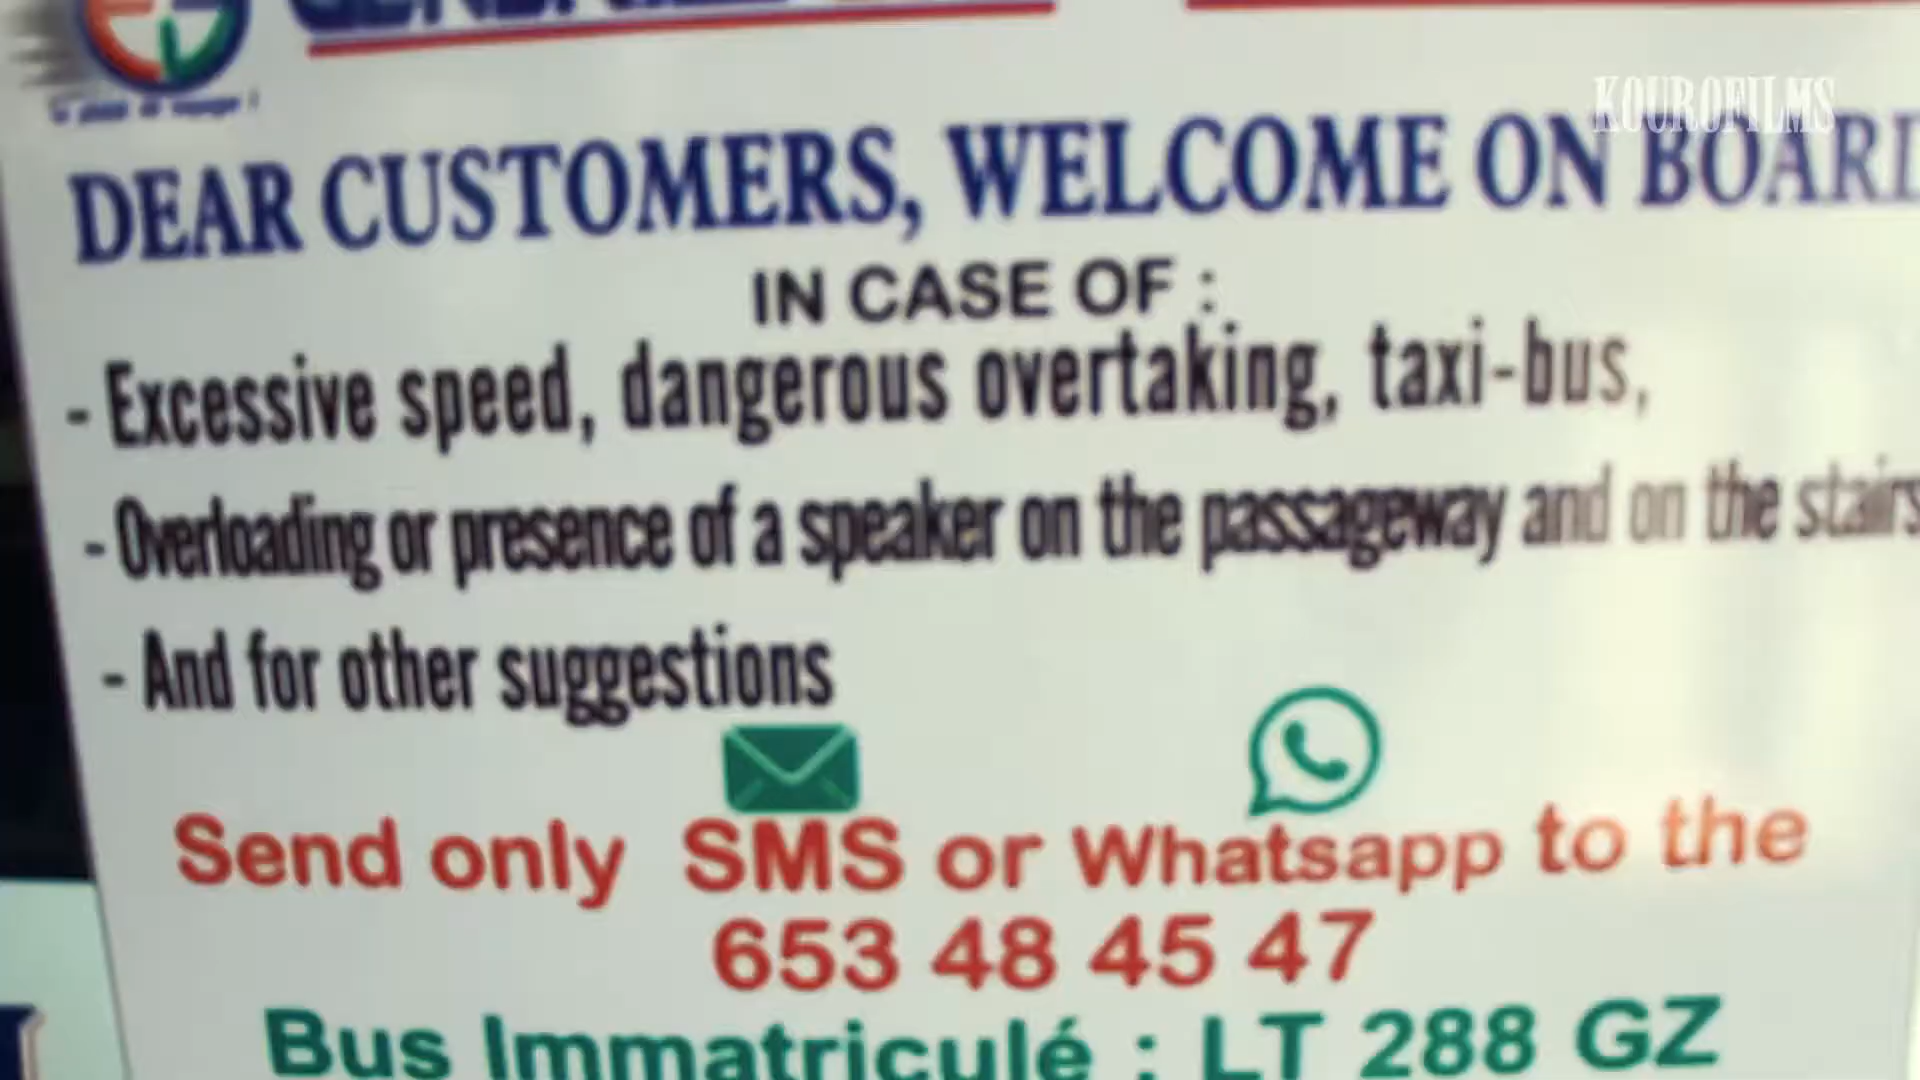 KOUROFILMS
DEAR CUSTOMERS, WELCOME ON BOARD
IN CASE OF :
- Excessive speed, dangerous overtaking, taxi-bus,
- Overloading or presence of a speaker on the passageway and on the stairs
- And for other suggestions
Send only SMS or Whatsapp to the
653 48 45 47
Bus Immatriculé : LT 288 GZ